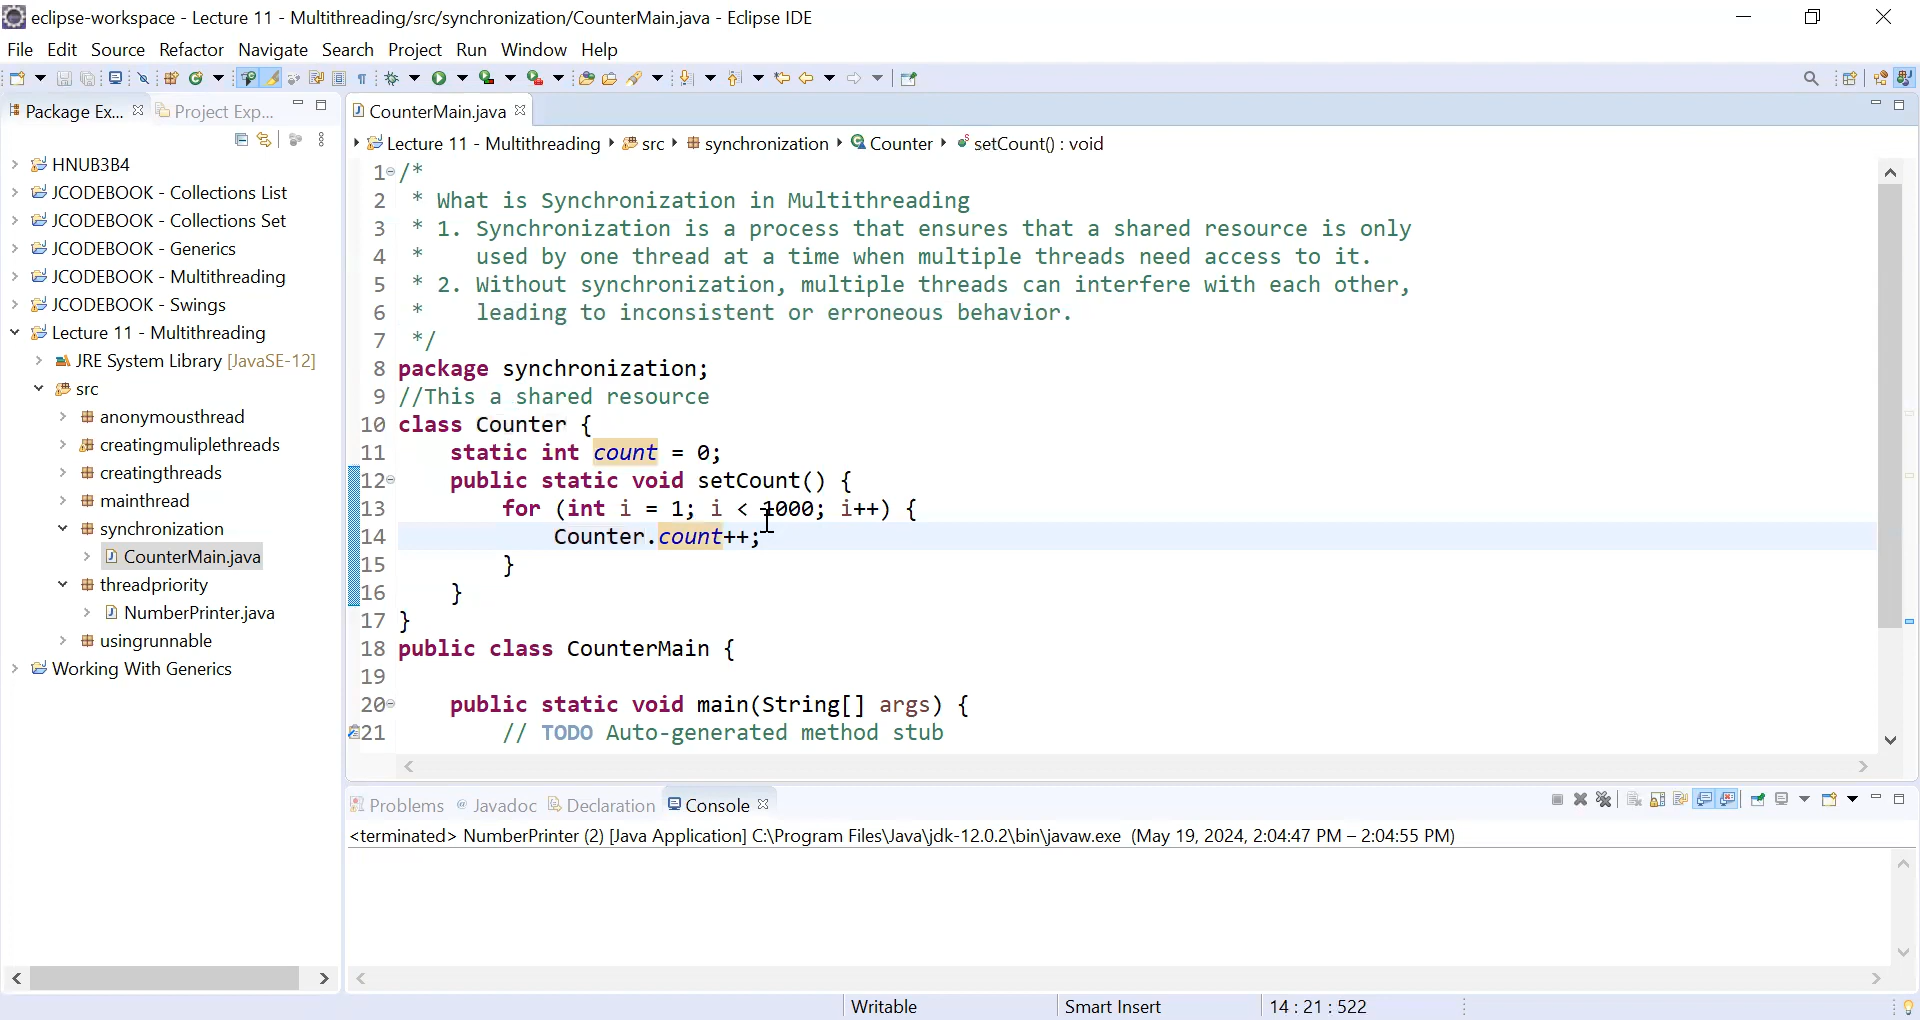 eclipse-workspace - Lecture 11 - Multithreading/src/synchronization/CounterMain.java - Eclipse IDE
File Edit Source Refactor Navigate Search Project Run Window Help
Package Ex... Project Exp...
HNUB3B4
JCODEBOOK - Collections List
JCODEBOOK - Collections Set
JCODEBOOK - Generics
JCODEBOOK - Multithreading
JCODEBOOK - Swings
Lecture 11 - Multithreading
JRE System Library [JavaSE-12]
src
anonymousthread
creatingmuliplethreads
creatingthreads
mainthread
synchronization
CounterMain.java
threadpriority
NumberPrinter.java
usingrunnable
Working With Generics
CounterMain.java
Lecture 11 - Multithreading src synchronization Counter setCount() : void
1 /*
2 * What is Synchronization in Multithreading
3 * 1. Synchronization is a process that ensures that a shared resource is only
4 * used by one thread at a time when multiple threads need access to it.
5 * 2. Without synchronization, multiple threads can interfere with each other,
6 * leading to inconsistent or erroneous behavior.
7 */
8 package synchronization;
9 //This a shared resource
10 class Counter {
11 static int count = 0;
12 public static void setCount() {
13 for (int i = 1; i < 1000; i++) {
14 Counter.count++;
15 }
16 }
17 }
18 public class CounterMain {
19
20 public static void main(String[] args) {
21 // TODO Auto-generated method stub
Problems Javadoc Declaration Console
<terminated> NumberPrinter (2) [Java Application] C:\Program Files\Java\jdk-12.0.2\bin\javaw.exe (May 19, 2024, 2:04:47 PM – 2:04:55 PM)
Writable Smart Insert 14 : 21 : 522